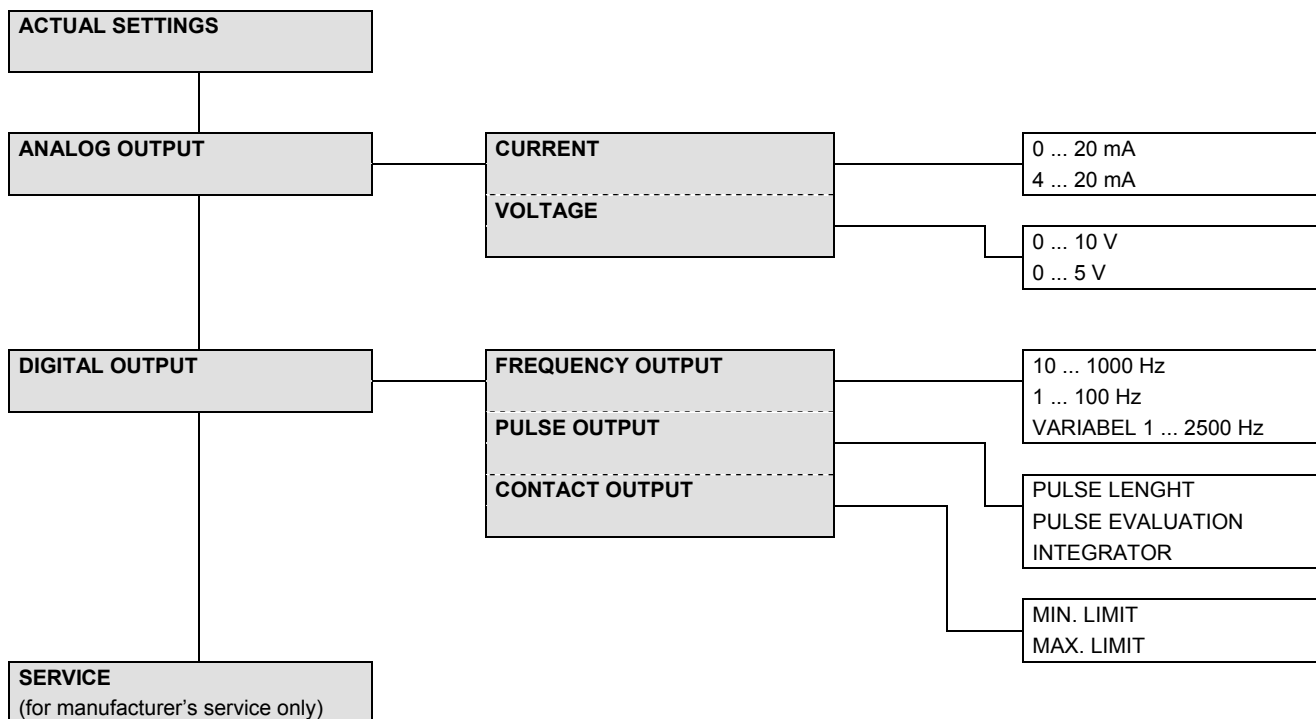 ACTUAL SETTINGS
ANALOG OUTPUT
CURRENT
VOLTAGE
0 ... 20 mA
4 ... 20 mA
0 ... 10 V
0 ... 5 V
DIGITAL OUTPUT
FREQUENCY OUTPUT
PULSE OUTPUT
CONTACT OUTPUT
10 ... 1000 Hz
1 ... 100 Hz
VARIABEL 1 ... 2500 Hz
PULSE LENGHT
PULSE EVALUATION
INTEGRATOR
MIN. LIMIT
MAX. LIMIT
SERVICE
(for manufacturer's service only)